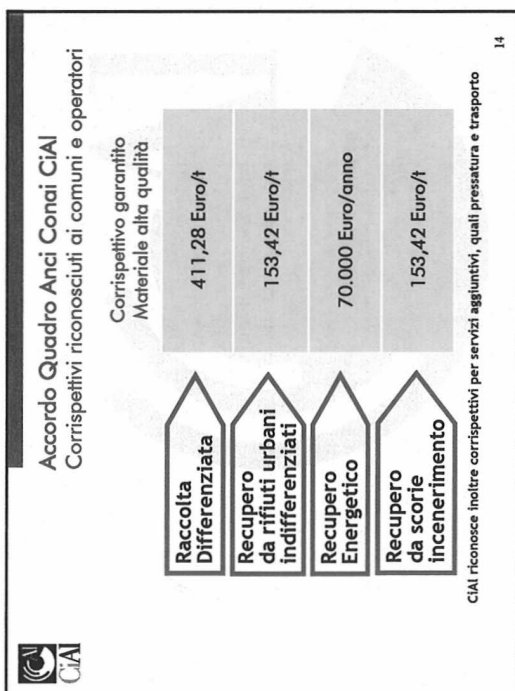 CiAl
Accordo Quadro Anci Conai CiAl
Corrispettivi riconosciuti ai comuni e operatori
Corrispettivo garantito
Materiale alta qualità
Raccolta
Differenziata
411,28 Euro/t
Recupero
da rifiuti urbani
indifferenziati
153,42 Euro/t
Recupero
Energetico
70.000 Euro/anno
Recupero
da scorie
incenerimento
153,42 Euro/t
CiAl riconosce inoltre corrispettivi per servizi aggiuntivi, quali pressatura e trasporto
14